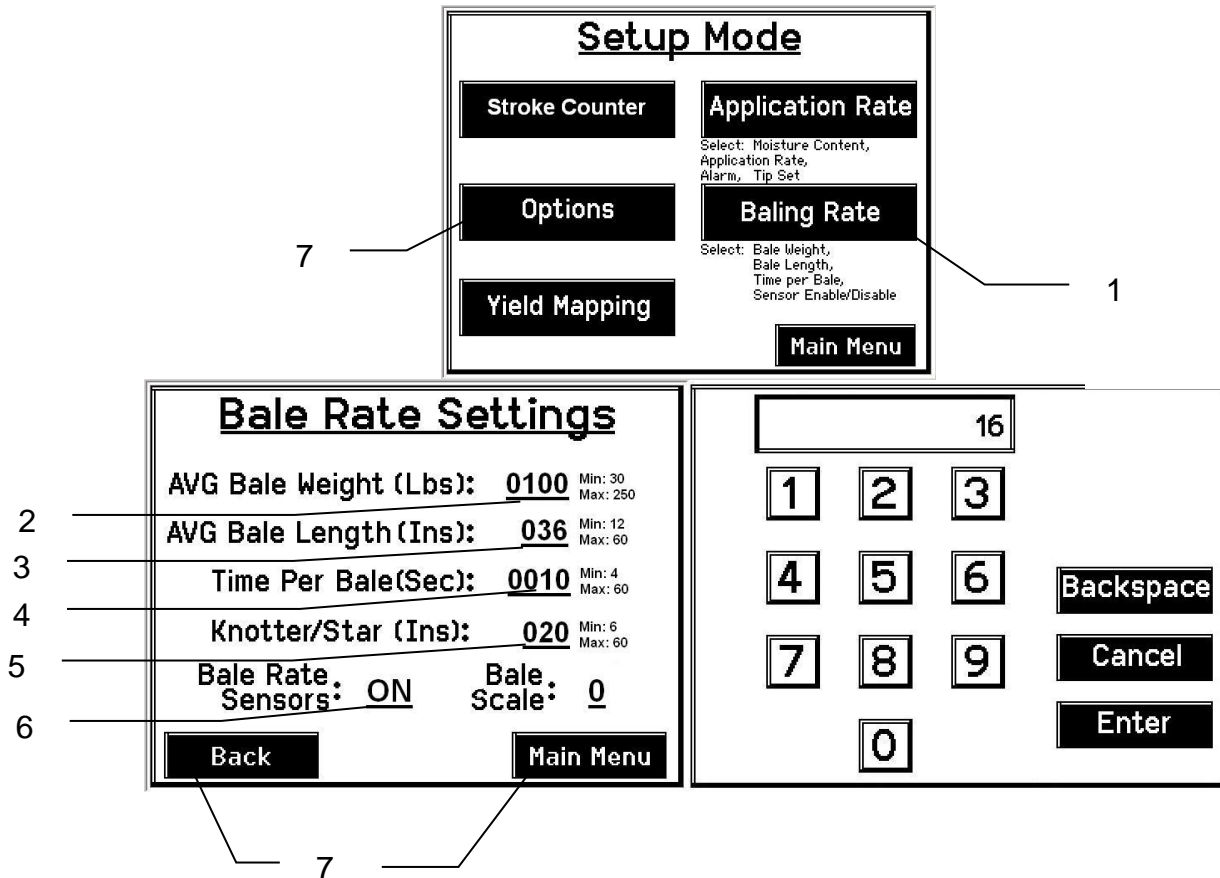 Setup Mode
Stroke Counter
Application Rate
Select: Moisture Content,
Application Rate,
Alarm, Tip Set
Options
Baling Rate
7
Select: Bale Weight,
Bale Length,
Time per Bale,
Sensor Enable/Disable
1
Yield Mapping
Main Menu
Bale Rate Settings
AVG Bale Weight (Lbs): 0100 Min: 30
Max: 250
2
AVG Bale Length (Ins): 036 Min: 12
Max: 60
3
Time Per Bale(Sec): 0010 Min: 4
Max: 60
4
Knotter/Star (Ins): 020 Min: 6
Max: 60
5
Bale Rate
Sensors: ON
Bale
Scale: 0
6
Back
Main Menu
7
16
1 2 3
4 5 6
Backspace
7 8 9
Cancel
Enter
0